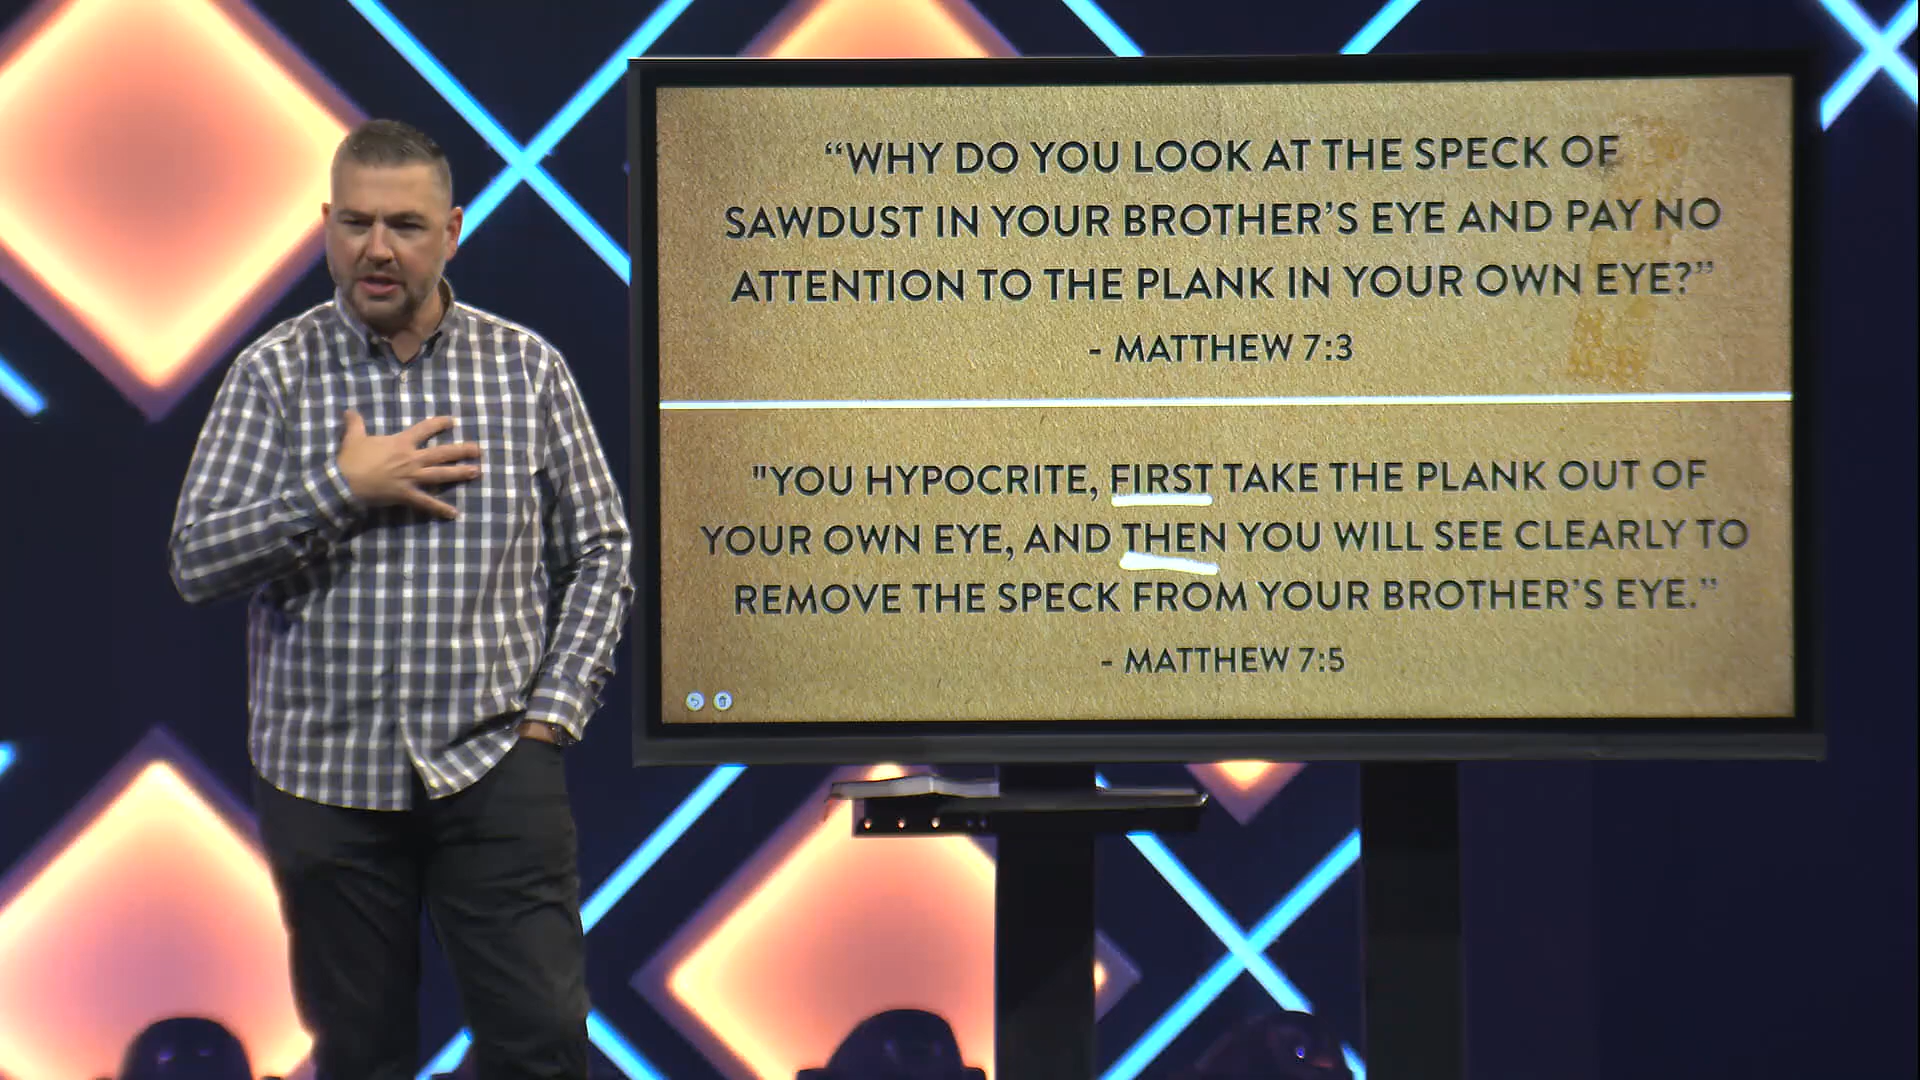 “WHY DO YOU LOOK AT THE SPECK OF
SAWDUST IN YOUR BROTHER’S EYE AND PAY NO
ATTENTION TO THE PLANK IN YOUR OWN EYE?”
- MATTHEW 7:3
"YOU HYPOCRITE, FIRST TAKE THE PLANK OUT OF
YOUR OWN EYE, AND THEN YOU WILL SEE CLEARLY TO
REMOVE THE SPECK FROM YOUR BROTHER’S EYE.”
- MATTHEW 7:5